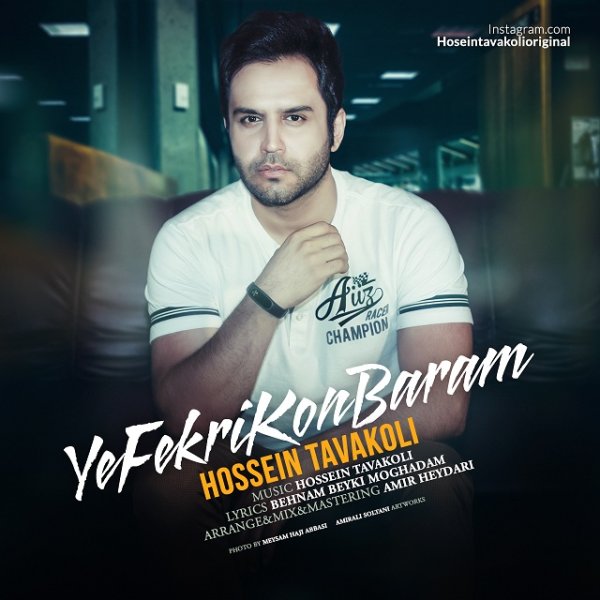 Instagram.com
Hoseintavakolioriginal
Auz
RACER
CHAMPION
YeFekriKonBaram
HOSSEIN TAVAKOLI
MUSIC HOSSEIN TAVAKOLI
LYRICS BEHNAM BEYKI MOGHADAM
ARRANGE&MIX&MASTERING AMIR HEYDARI
PHOTO BY MEYSAM HAJI ABBASI AMIRALI SOLTANI ARTWORKS